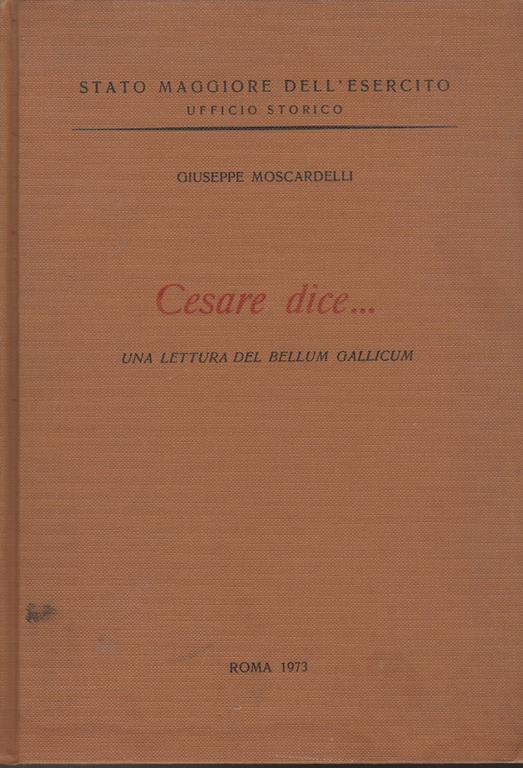 STATO MAGGIORE DELL'ESERCITO
UFFICIO STORICO
GIUSEPPE MOSCARDELLI
Cesare dice...
UNA LETTURA DEL BELLUM GALLICUM
ROMA 1973